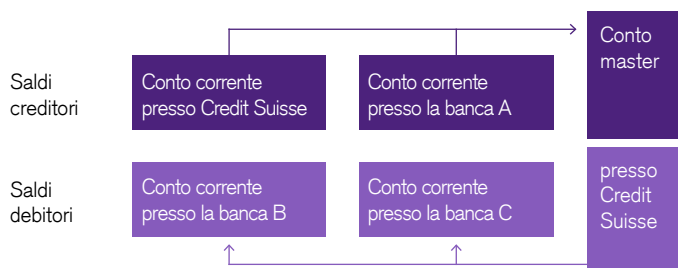 Saldi
creditori
Conto corrente
presso Credit Suisse
Conto corrente
presso la banca A
Conto
master
Saldi
debitori
Conto corrente
presso la banca B
Conto corrente
presso la banca C
presso
Credit
Suisse